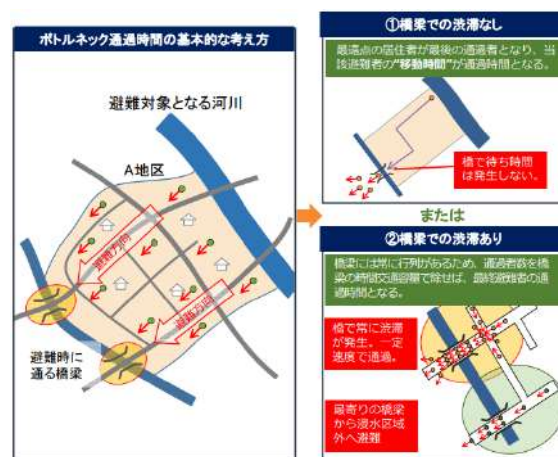 ボトルネック通過時間の基本的な考え方
避難対象となる河川
A地区
避難方向
避難方向
避難時に
通る橋梁
①橋梁での渋滞なし
最遠点の居住者が最後の通過者となり、当
該避難者の“移動時間”が通過時間となる。
橋で待ち時間
は発生しない。
または
②橋梁での渋滞あり
橋梁には常に行列があるため、通過者数を橋
梁の時間交通容量で除せば、最終避難者の通
過時間となる。
橋で常に渋滞
が発生。一定
速度で通過。
最寄りの橋梁
から浸水区域
外へ避難